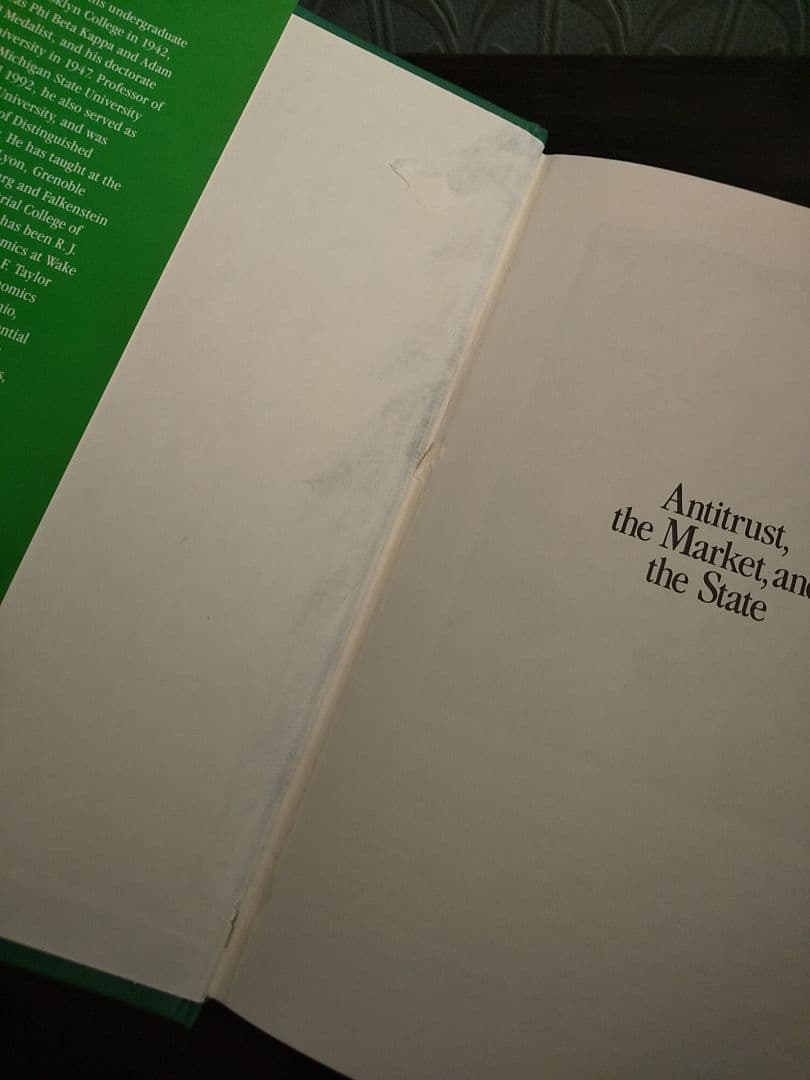 his undergraduate
klyn College in 1942,
as Phi Beta Kappa and Adam
Medalist, and his doctorate
iversity in 1947. Professor of
Michigan State University
1992, he also served as
University, and was
of Distinguished
. He has taught at the
Lyon, Grenoble
rg and Falkenstein
rial College of
has been R. J.
mics at Wake
F. Taylor
omics
nio,
ential
s,
Antitrust,
the Market, and
the State